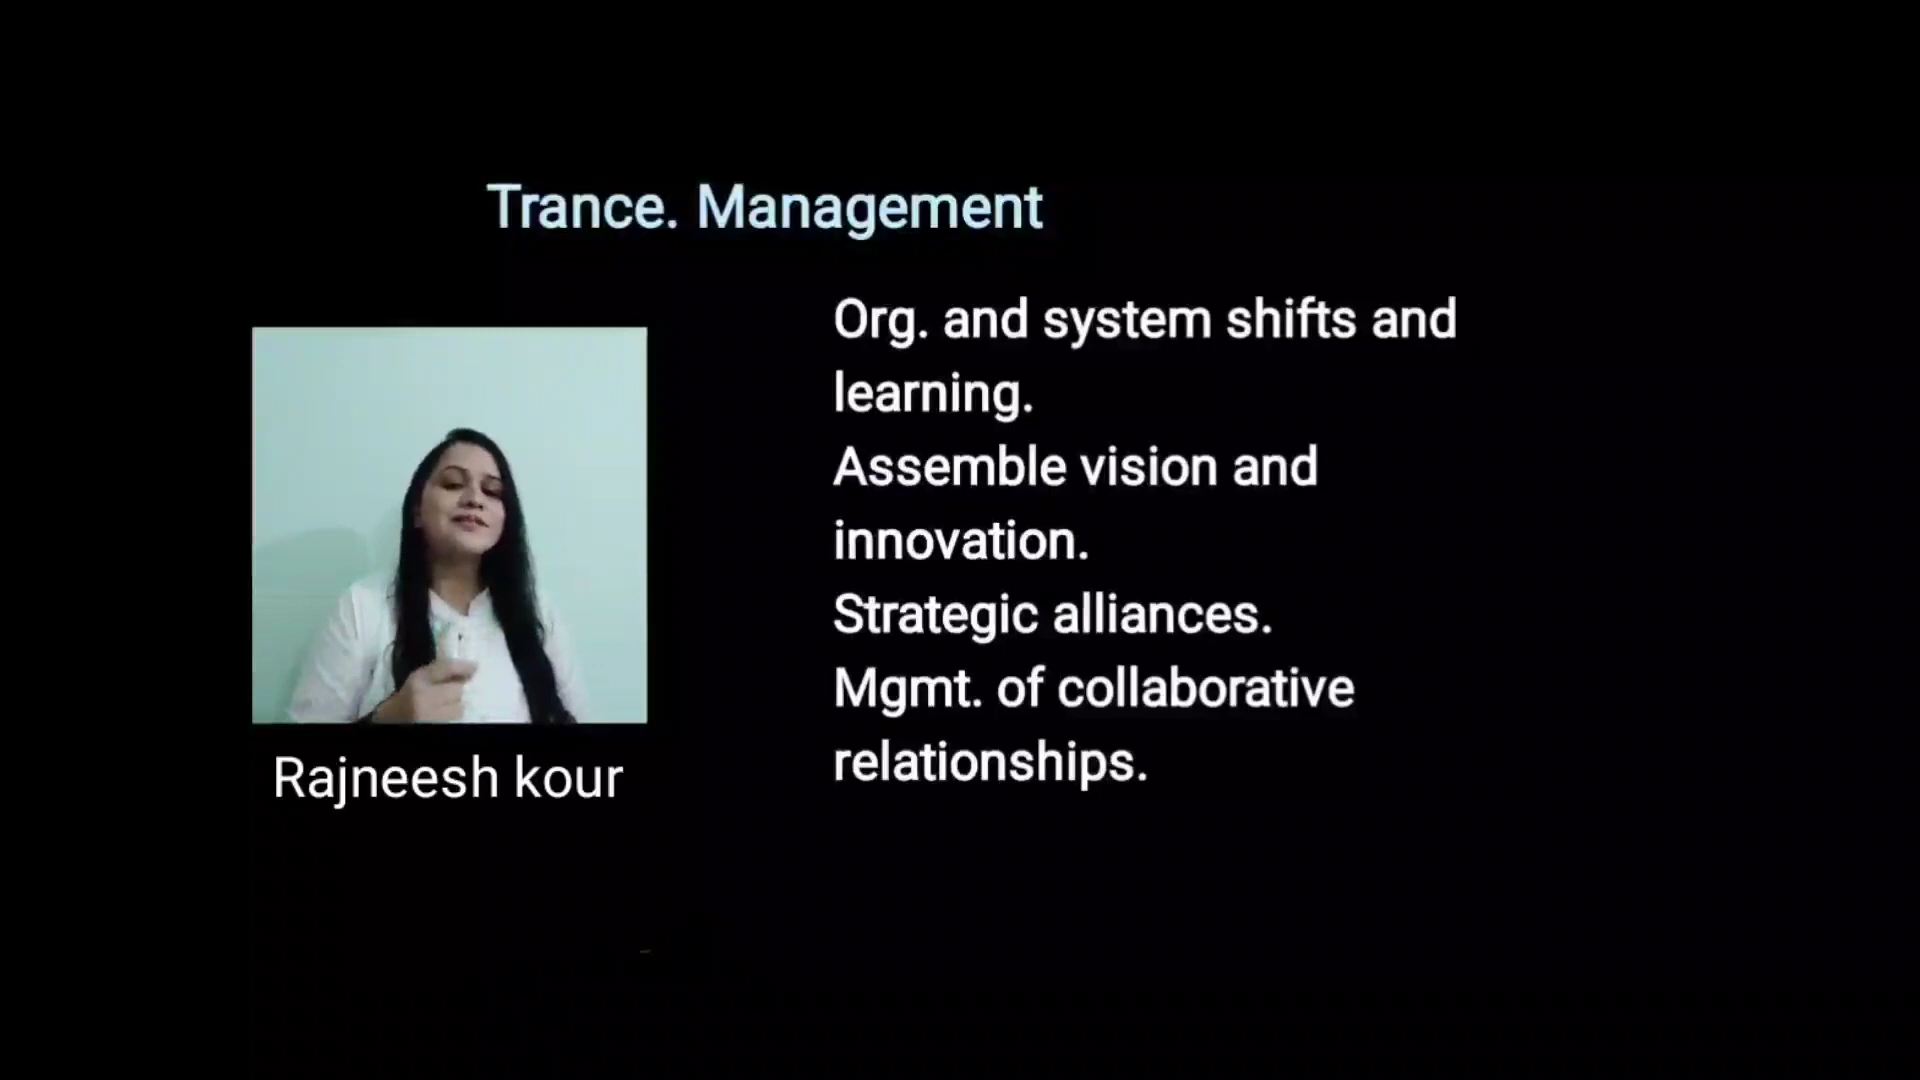 Trance. Management
Org. and system shifts and
learning.
Assemble vision and
innovation.
Strategic alliances.
Mgmt. of collaborative
relationships.
Rajneesh kour